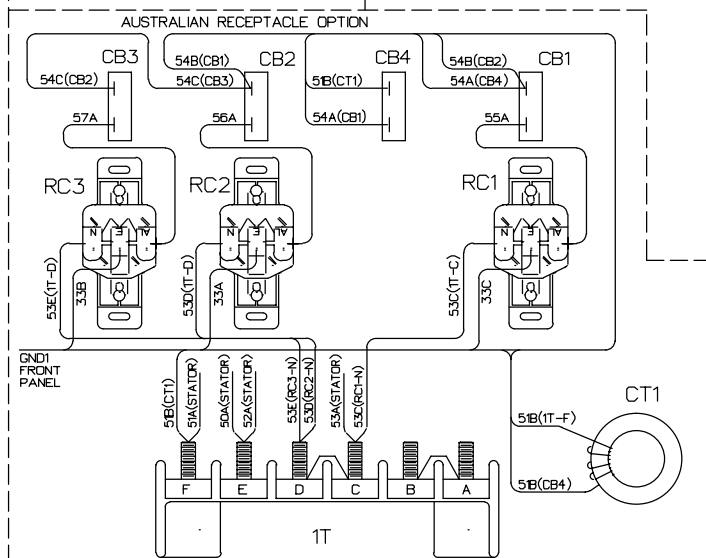 AUSTRALIAN RECEPTACLE OPTION
CB3
CB2
CB4
CB1
54B(CB1)
54B(CB2)
54C(CB2)
54C(CB3)
51B(CT1)
54A(CB4)
57A
56A
54A(CB1)
55A
RC3
RC2
RC1
N
E
AL
N
E
AL
N
E
AL
53E(1T-D)
33B
53D(1T-D)
33A
53C(1T-C)
33C
GND1
FRONT
PANEL
51B(CT1)
51A(STATOR)
50A(STATOR)
52A(STATOR)
53E(RC3-N)
53D(RC2-N)
53A(STATOR)
53C(RC1-N)
CT1
51B(1T-F)
51B(CB4)
F
E
D
C
B
A
1T